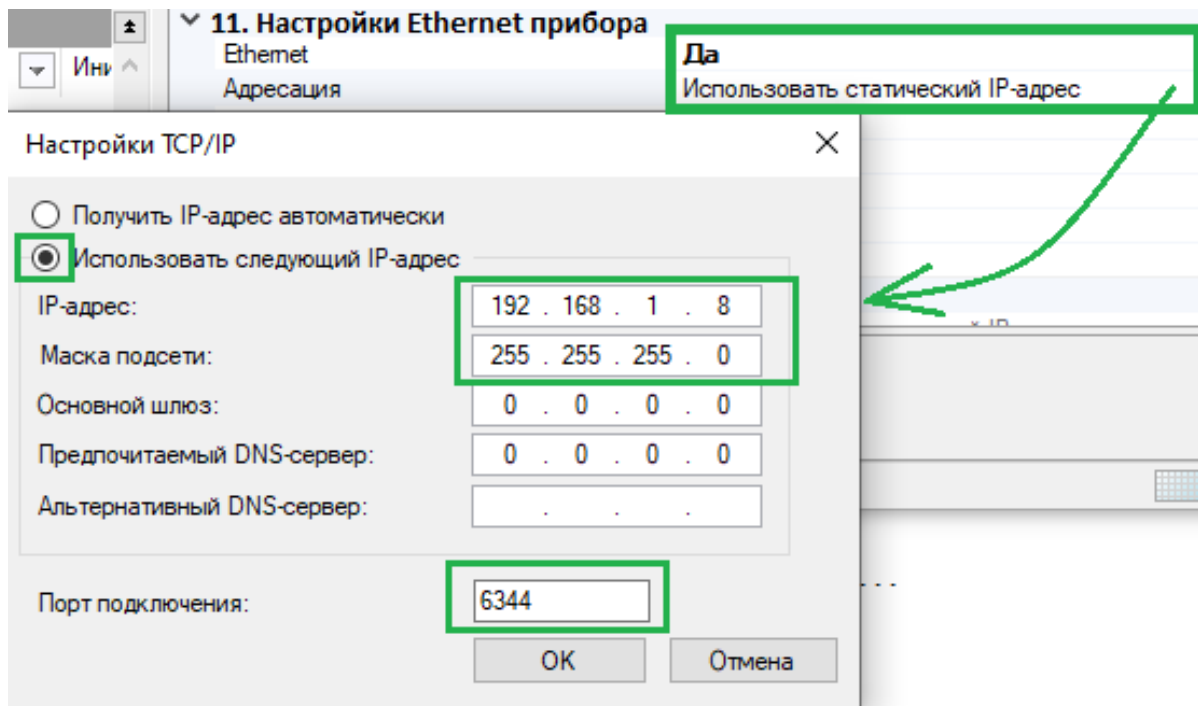 11. Настройки Ethernet прибора
Ини
Ethernet
Да
Адресация
Использовать статический IP-адрес
Настройки TCP/IP
Получить IP-адрес автоматически
Использовать следующий IP-адрес
IP-адрес:
192 . 168 . 1 . 8
Маска подсети:
255 . 255 . 255 . 0
Основной шлюз:
0 . 0 . 0 . 0
Предпочитаемый DNS-сервер:
0 . 0 . 0 . 0
Альтернативный DNS-сервер:
. . .
Порт подключения:
6344
OK
Отмена